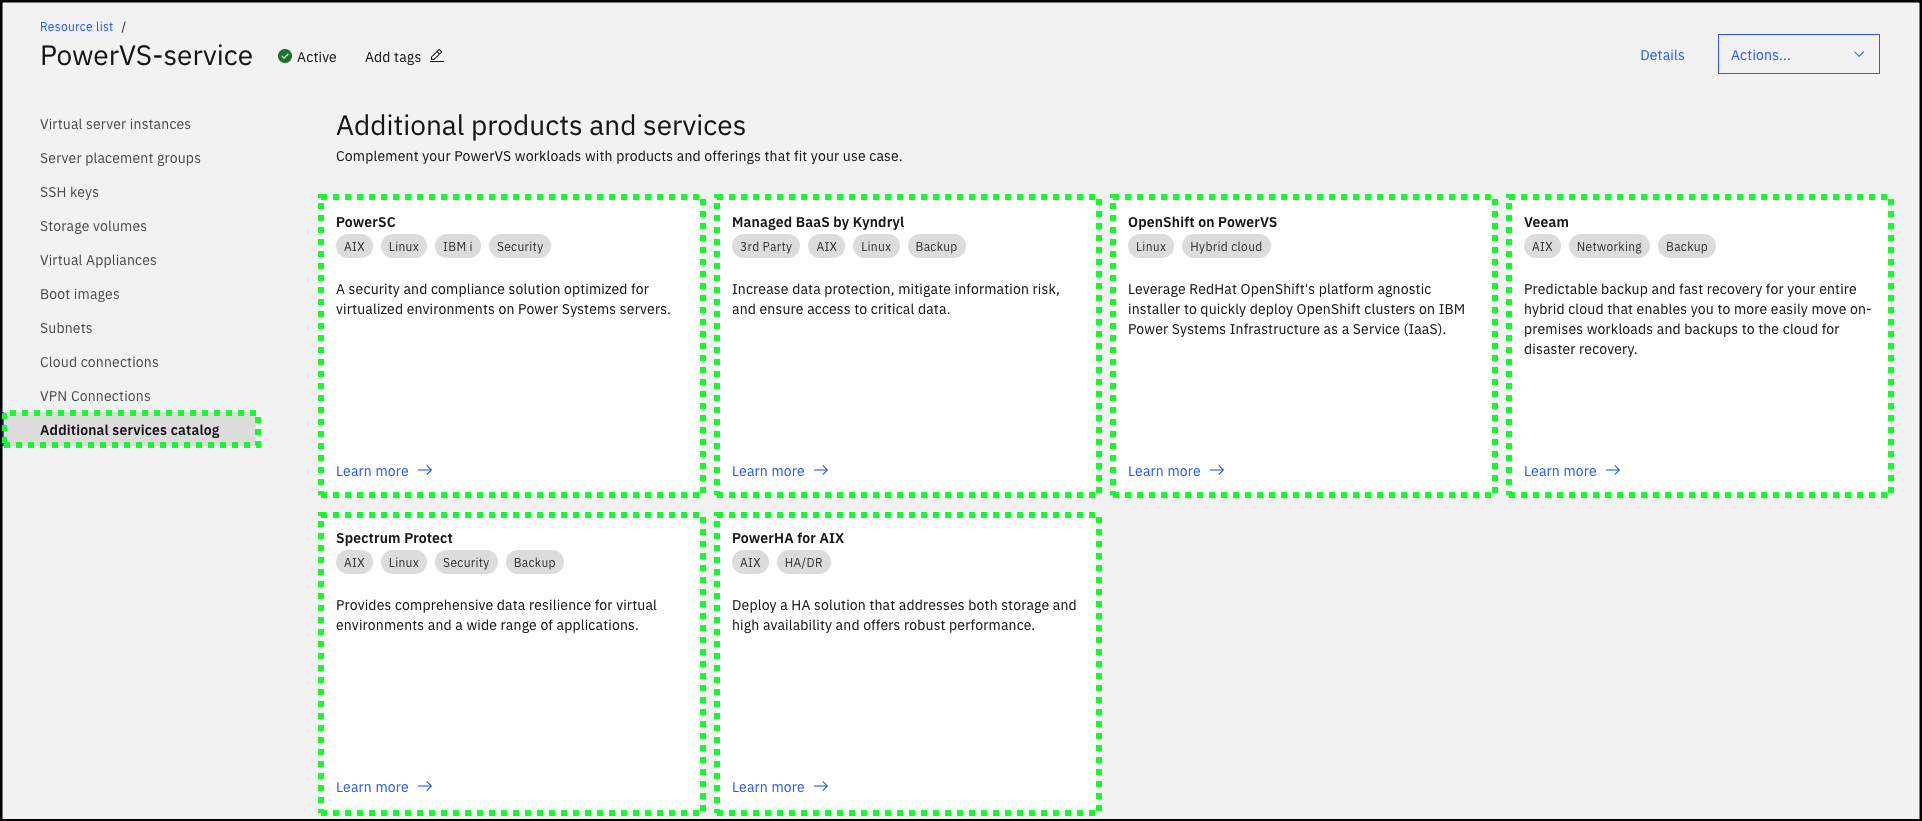 Resource list /
PowerVS-service
Active
Add tags
Details
Actions...
Virtual server instances
Server placement groups
SSH keys
Storage volumes
Virtual Appliances
Boot images
Subnets
Cloud connections
VPN Connections
Additional services catalog
Additional products and services
Complement your PowerVS workloads with products and offerings that fit your use case.
PowerSC
AIX Linux IBM i Security
A security and compliance solution optimized for
virtualized environments on Power Systems servers.
Learn more
Managed BaaS by Kyndryl
3rd Party AIX Linux Backup
Increase data protection, mitigate information risk,
and ensure access to critical data.
Learn more
OpenShift on PowerVS
Linux Hybrid cloud
Leverage RedHat OpenShift's platform agnostic
installer to quickly deploy OpenShift clusters on IBM
Power Systems Infrastructure as a Service (IaaS).
Learn more
Veeam
AIX Networking Backup
Predictable backup and fast recovery for your entire
hybrid cloud that enables you to more easily move on-
premises workloads and backups to the cloud for
disaster recovery.
Learn more
Spectrum Protect
AIX Linux Security Backup
Provides comprehensive data resilience for virtual
environments and a wide range of applications.
Learn more
PowerHA for AIX
AIX HA/DR
Deploy a HA solution that addresses both storage and
high availability and offers robust performance.
Learn more